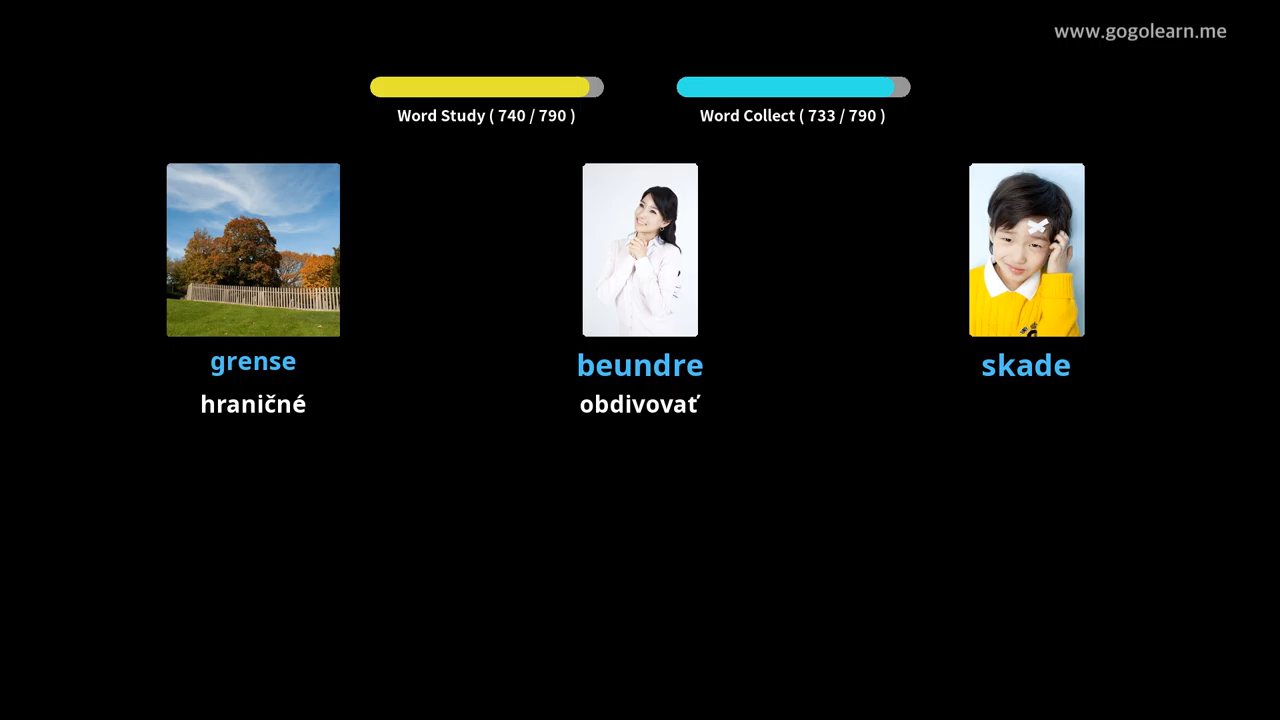 www.gogolearn.me
Word Study ( 740 / 790 )
Word Collect ( 733 / 790 )
grense
beundre
skade
hraničné
obdivovať